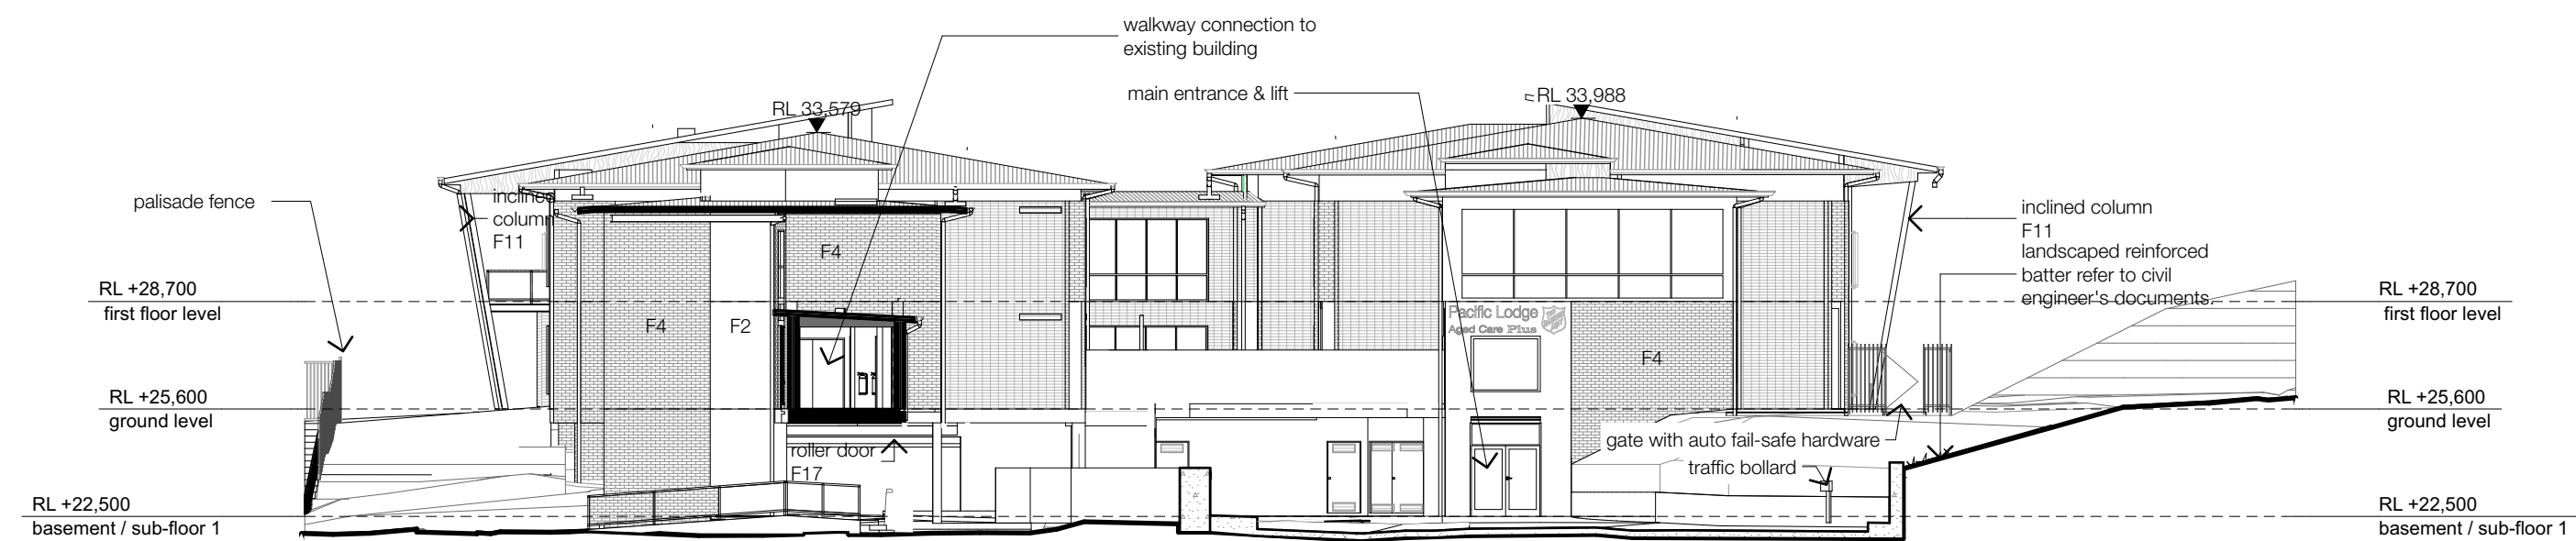 walkway connection to
existing building
main entrance & lift
RL 33,579
RL 33,988
palisade fence
inclined
column
F11
inclined column
F11
landscaped reinforced
batter refer to civil
engineer's documents.
F4
RL +28,700
first floor level
RL +28,700
first floor level
F4
F2
Pacific Lodge
Aged Care Plus
F4
RL +25,600
ground level
RL +25,600
ground level
roller door
F17
gate with auto fail-safe hardware
traffic bollard
RL +22,500
basement / sub-floor 1
RL +22,500
basement / sub-floor 1